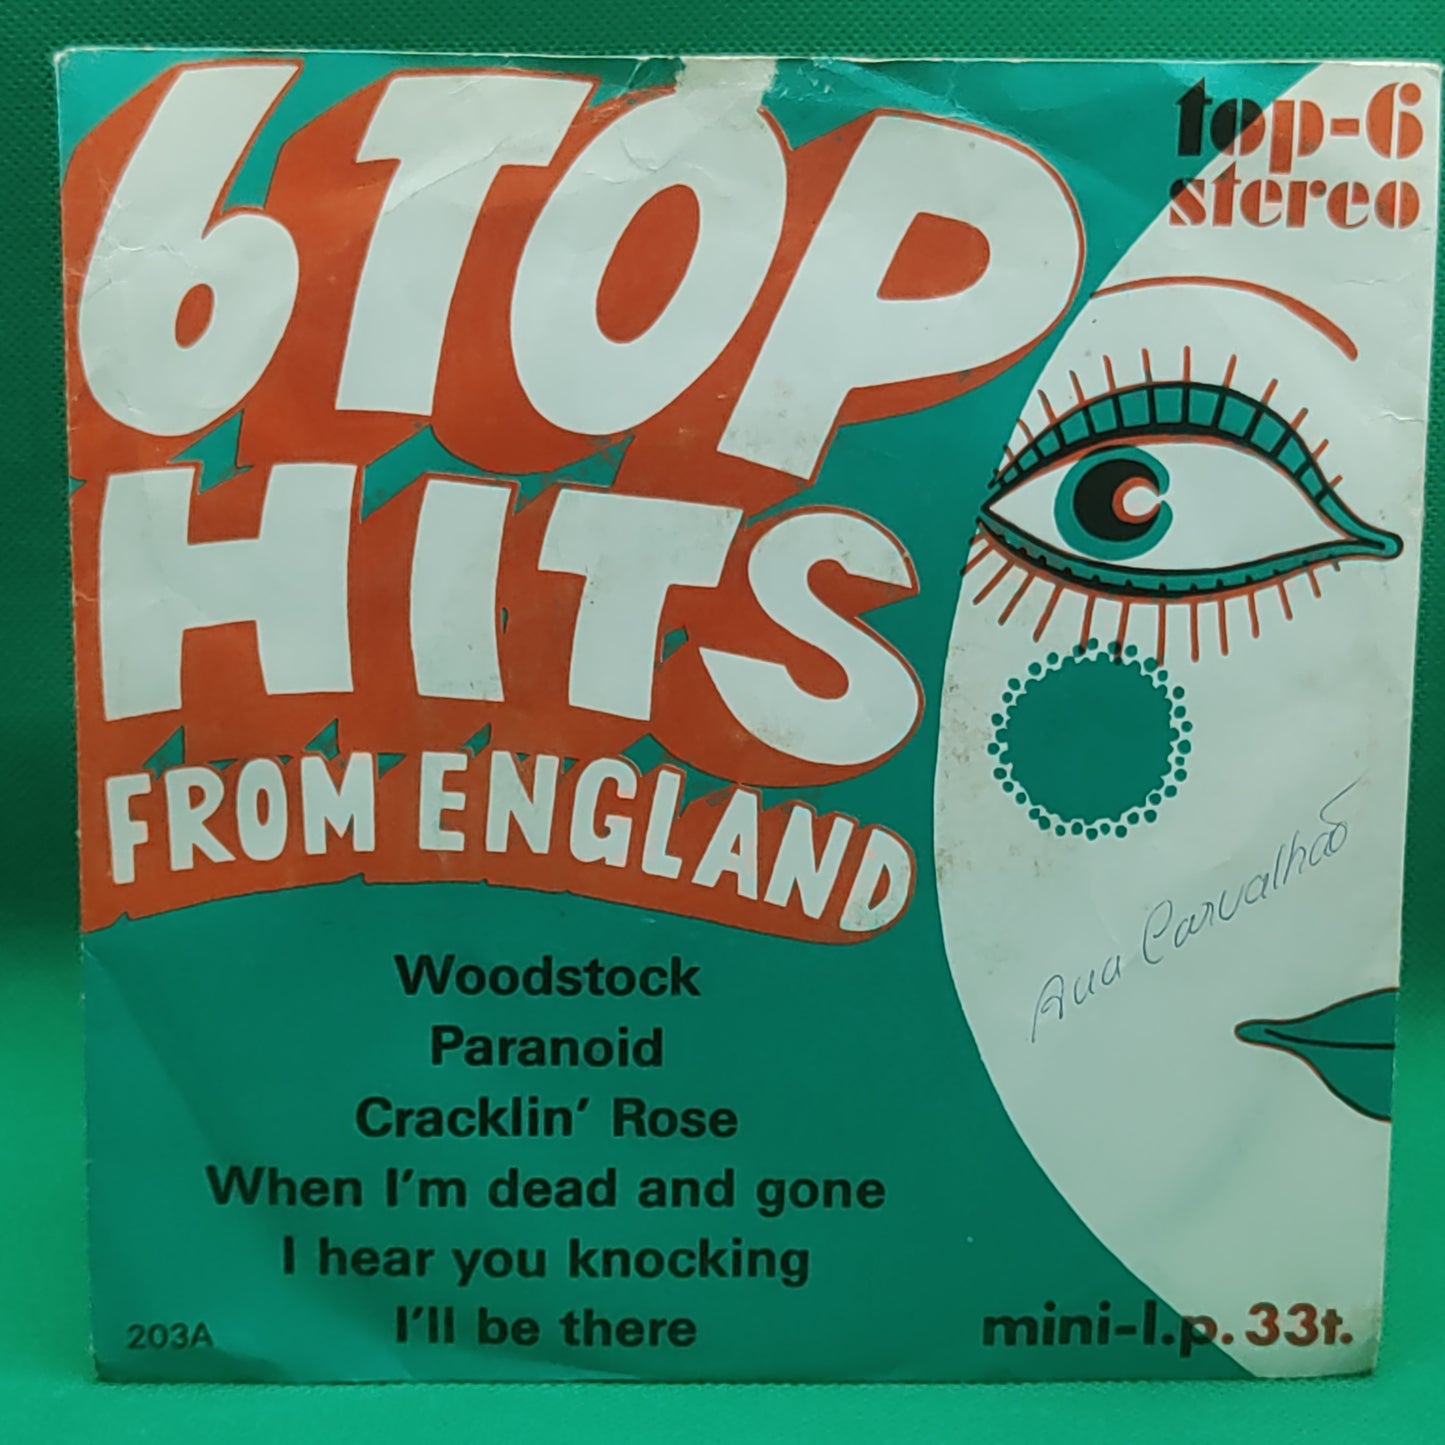 6 TOP
HITS
FROM ENGLAND
top-6
stereo
Woodstock
Paranoid
Cracklin' Rose
When I'm dead and gone
I hear you knocking
I'll be there
Ana Carvalhão
203A
mini-l.p. 33t.